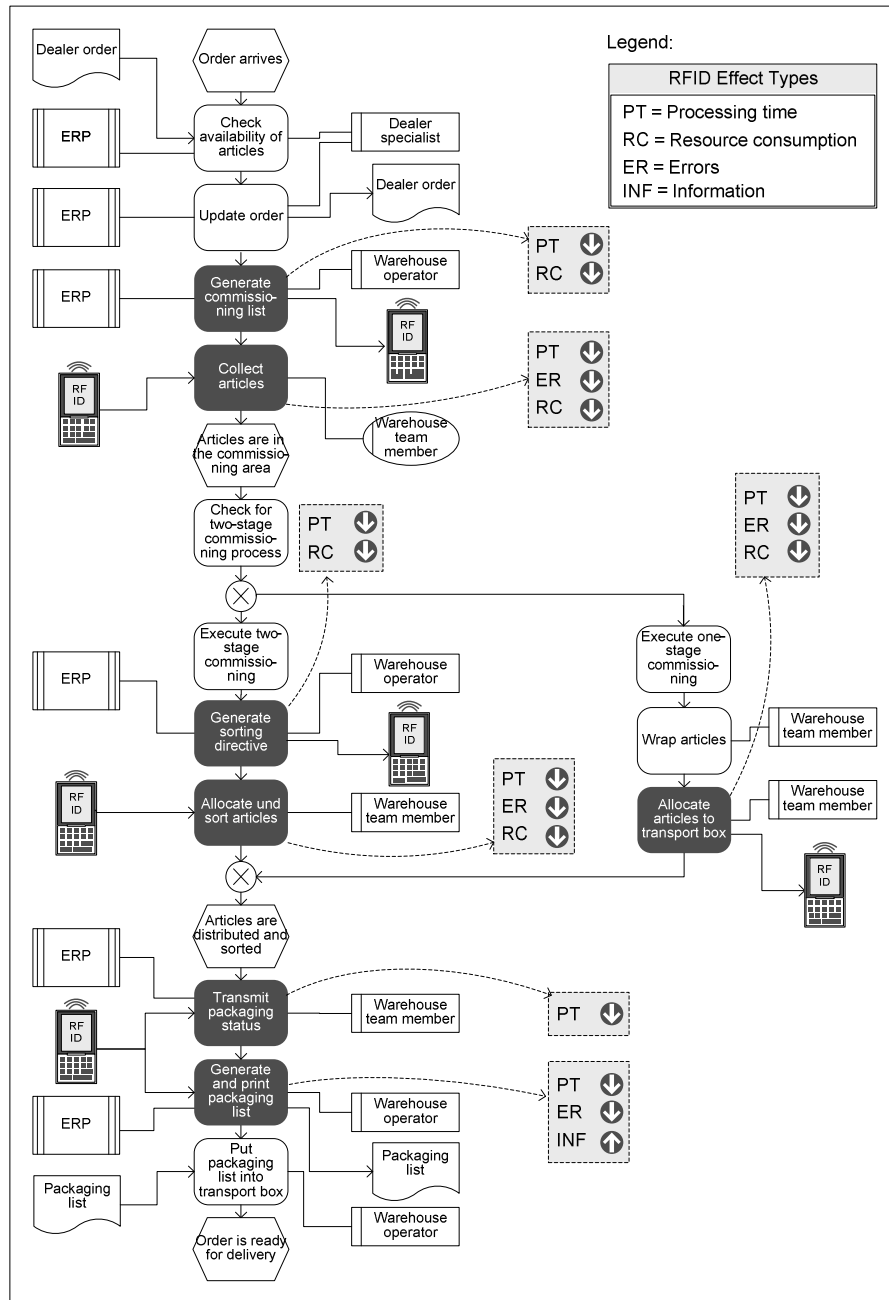 Dealer order
Order arrives
Legend:
RFID Effect Types
PT = Processing time
RC = Resource consumption
ER = Errors
INF = Information
ERP
Check
availability of
articles
Dealer
specialist
ERP
Update order
Dealer order
PT
RC
ERP
Generate
commissio-
ning list
Warehouse
operator
RF
ID
RF
ID
Collect
articles
PT
ER
RC
Warehouse
team
member
Articles are in
the commissio-
ning area
Check for
two-stage
commissioning
process
PT
RC
PT
ER
RC
Execute two-
stage
commissio-
ning
Execute one-
stage
commissio-
ning
ERP
Generate
sorting
directive
Warehouse
operator
RF
ID
Wrap articles
Warehouse
team member
RF
ID
Allocate und
sort articles
Warehouse
team member
PT
ER
RC
Allocate
articles to
transport box
Warehouse
team member
RF
ID
Articles are
distributed and
sorted
ERP
Transmit
packaging
status
Warehouse
team member
PT
RF
ID
Generate
and print
packaging
list
Warehouse
operator
PT
ER
INF
ERP
Packaging
list
Put
packaging
list into
transport box
Packaging
list
Warehouse
operator
Order is ready
for delivery